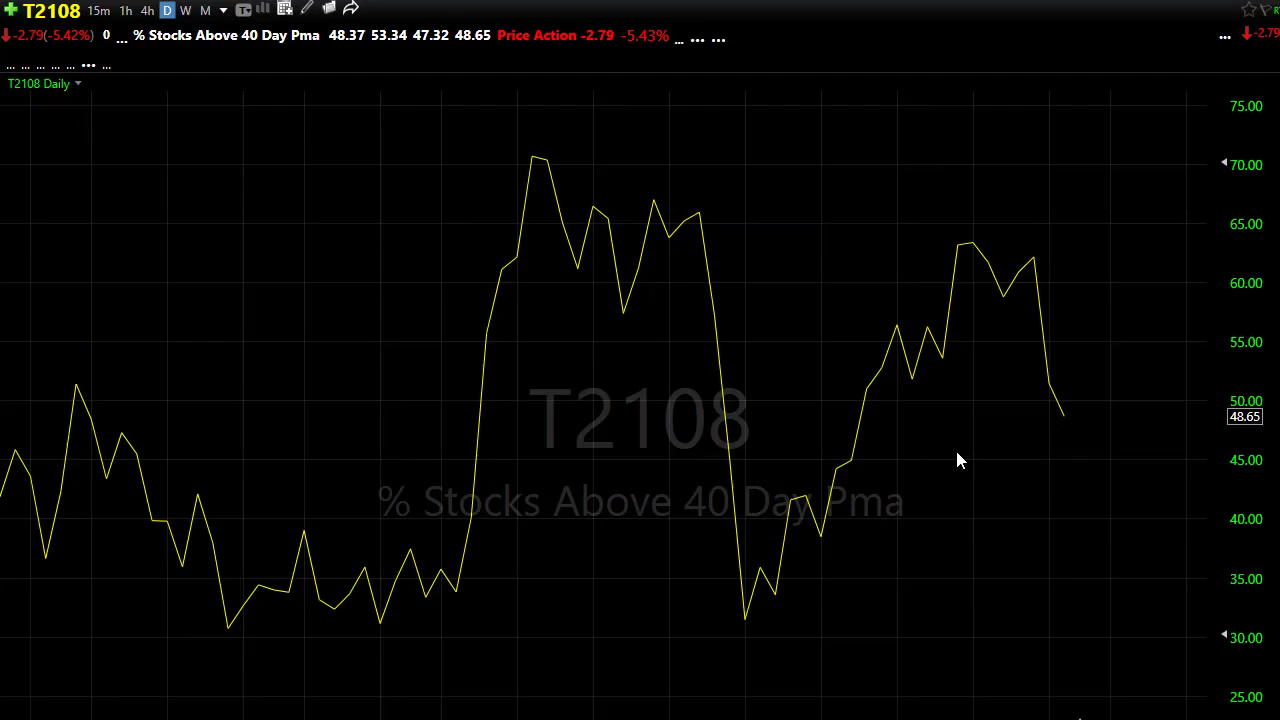 T2108 15m 1h 4h D W M T
-2.79(-5.42%) 0 ... % Stocks Above 40 Day Pma 48.37 53.34 47.32 48.65 Price Action -2.79 -5.43% ... ... ... ... -2.79
... ... ... ... ... ... ...
T2108 Daily
75.00
70.00
65.00
60.00
55.00
50.00
48.65
45.00
40.00
35.00
30.00
25.00
T2108
% Stocks Above 40 Day Pma